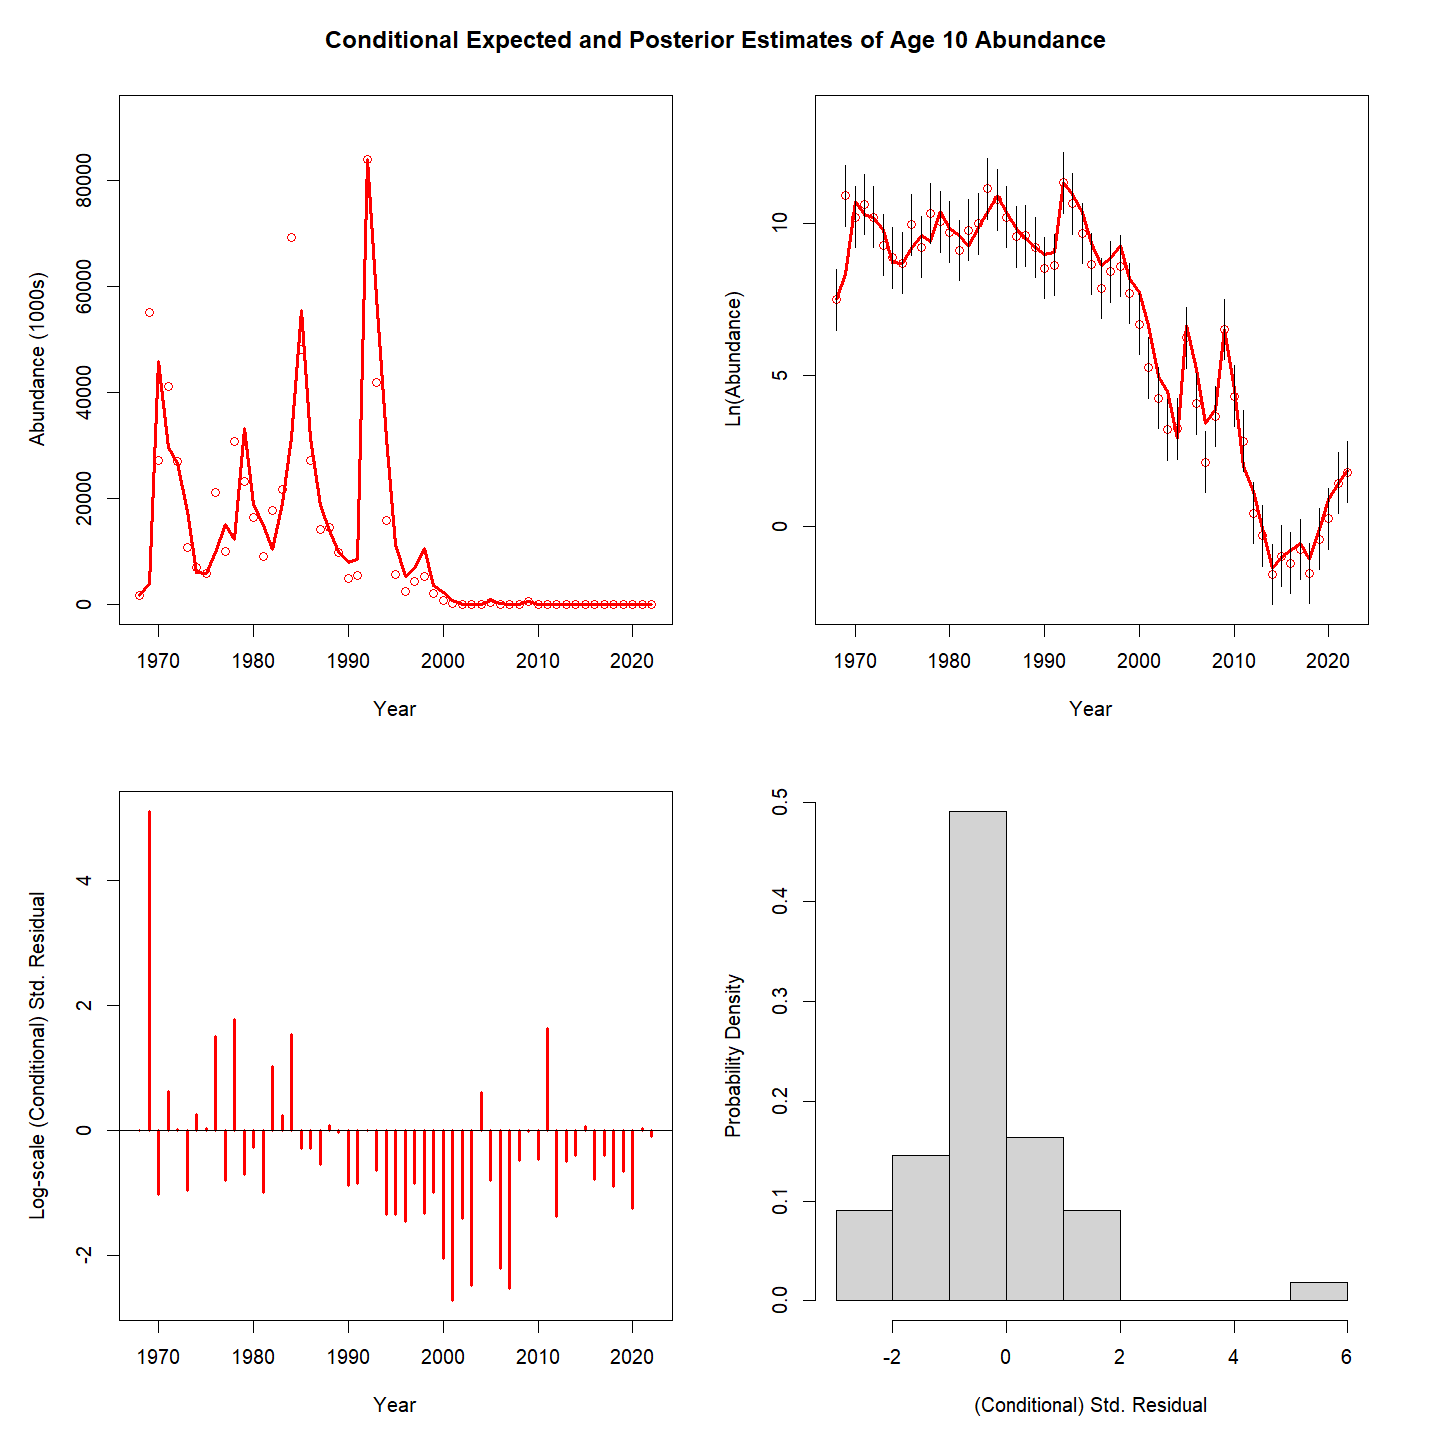 Conditional Expected and Posterior Estimates of Age 10 Abundance
Abundance (1000s)
80000
60000
40000
20000
0
1970 1980 1990 2000 2010 2020
Year
Ln(Abundance)
10
5
0
1970 1980 1990 2000 2010 2020
Year
Log-scale (Conditional) Std. Residual
4
2
0
-2
1970 1980 1990 2000 2010 2020
Year
Probability Density
0.5
0.4
0.3
0.2
0.1
0.0
-2 0 2 4 6
(Conditional) Std. Residual